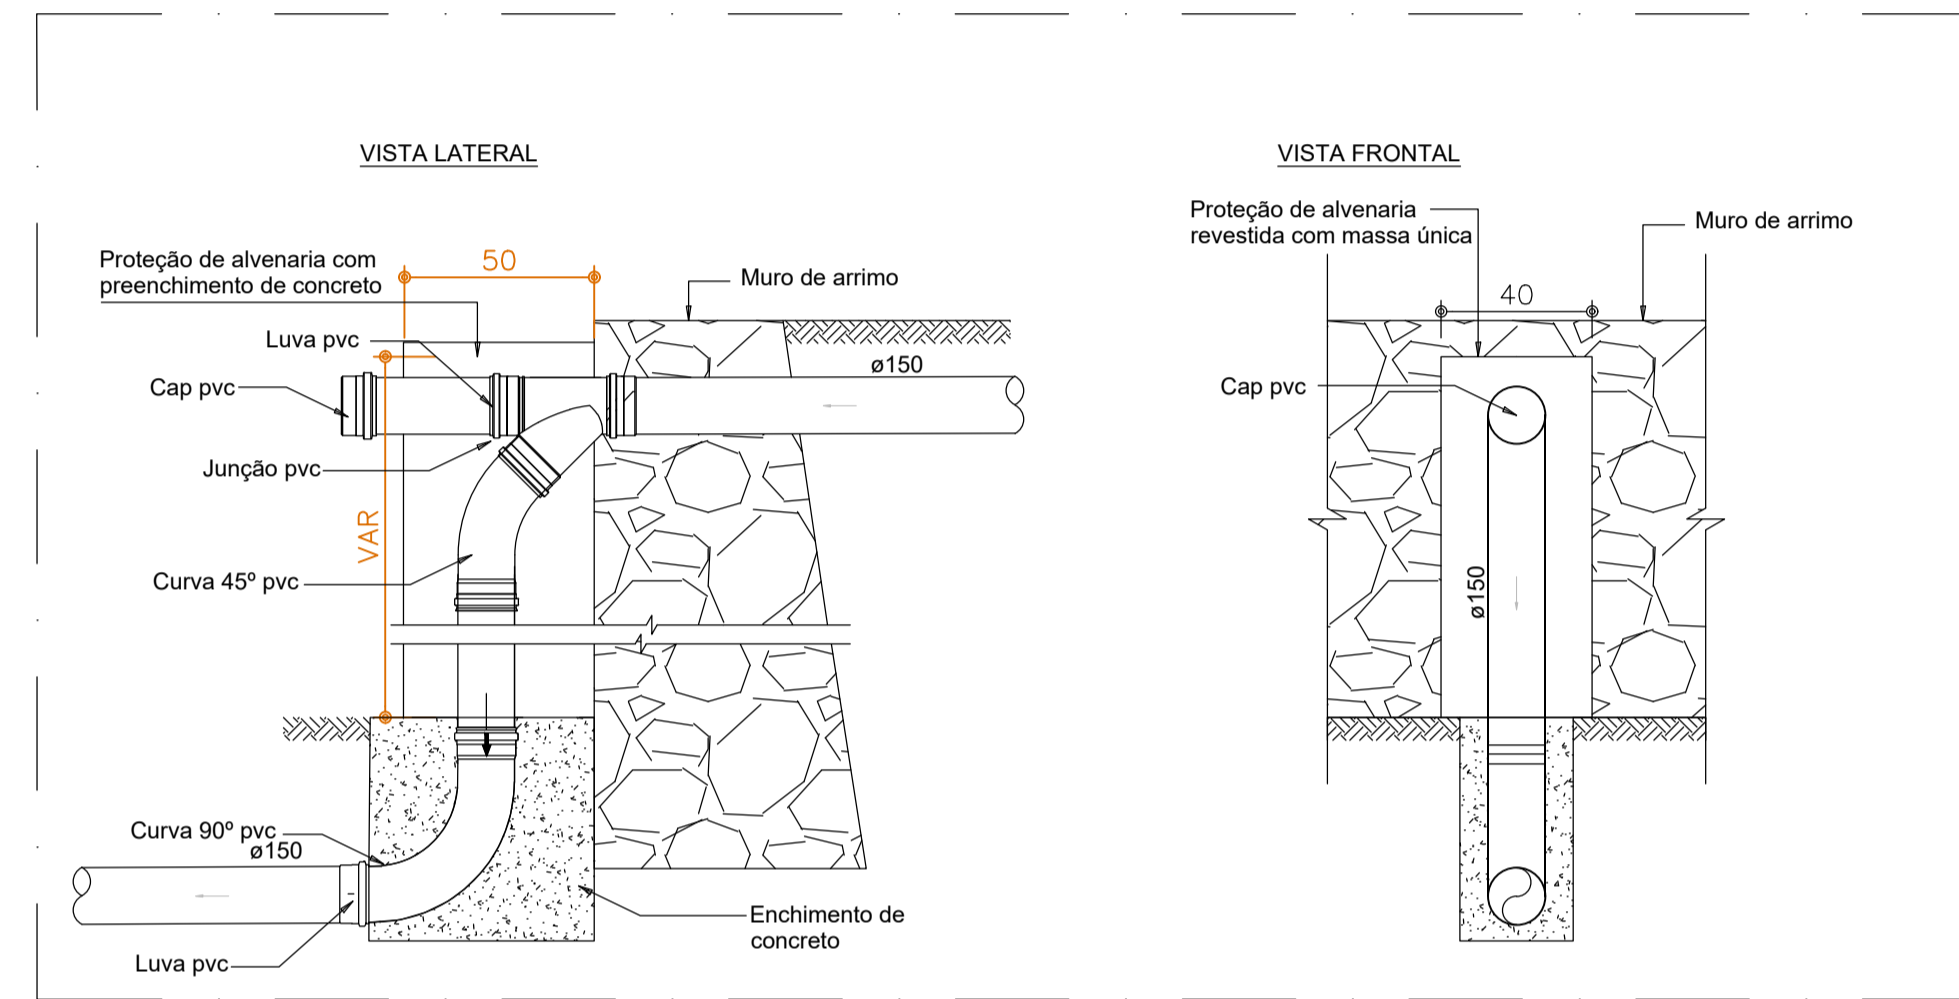 VISTA LATERAL
Proteção de alvenaria com
preenchimento de concreto
50
Muro de arrimo
Luva pvc
ø150
Cap pvc
Junção pvc
VAR
Curva 45º pvc
Curva 90º pvc
ø150
Enchimento de
concreto
Luva pvc
VISTA FRONTAL
Proteção de alvenaria
revestida com massa única
Muro de arrimo
40
Cap pvc
ø150